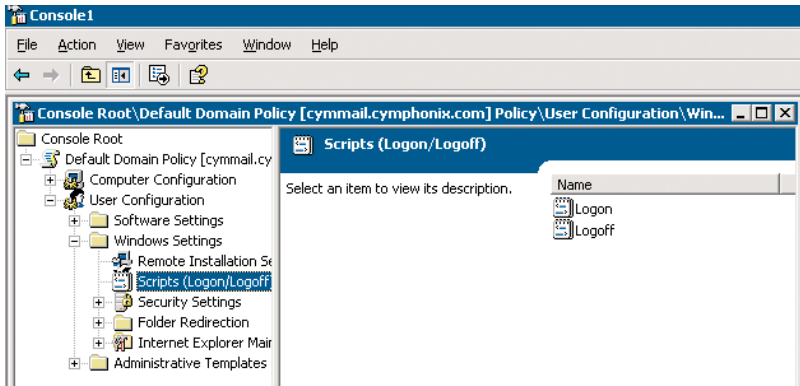 Console1
File Action View Favorites Window Help
Console Root\Default Domain Policy [cymmail.cymphonix.com] Policy\User Configuration\Win...
Console Root
Default Domain Policy [cymmail.cy
Computer Configuration
User Configuration
Software Settings
Windows Settings
Remote Installation Se
Scripts (Logon/Logoff
Security Settings
Folder Redirection
Internet Explorer Mair
Administrative Templates
Scripts (Logon/Logoff)
Select an item to view its description.
Name
Logon
Logoff